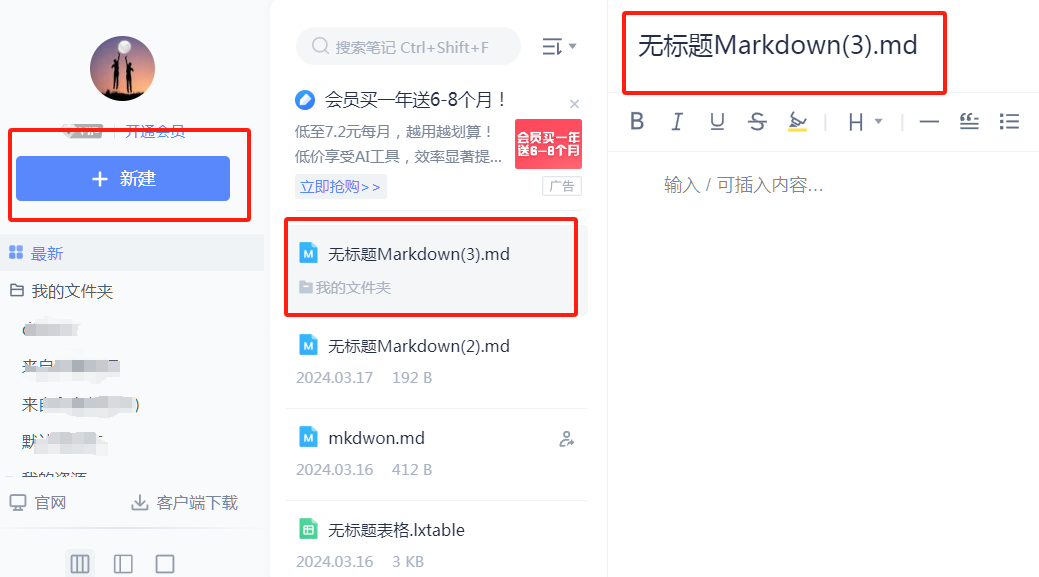 开通会员
+ 新建
最新
我的文件夹
来自
来自
默
官网
客户端下载
搜索笔记 Ctrl+Shift+F
会员买一年送6-8个月！
低至7.2元每月，越用越划算！
低价享受AI工具，效率显著提...
会员买一年
送6-8个月
立即抢购>>
广告
无标题Markdown(3).md
我的文件夹
无标题Markdown(2).md
2024.03.17 192 B
mkdwon.md
2024.03.16 412 B
无标题表格.lxtable
2024.03.16 3 KB
无标题Markdown(3).md
B I U S H
输入 / 可插入内容...